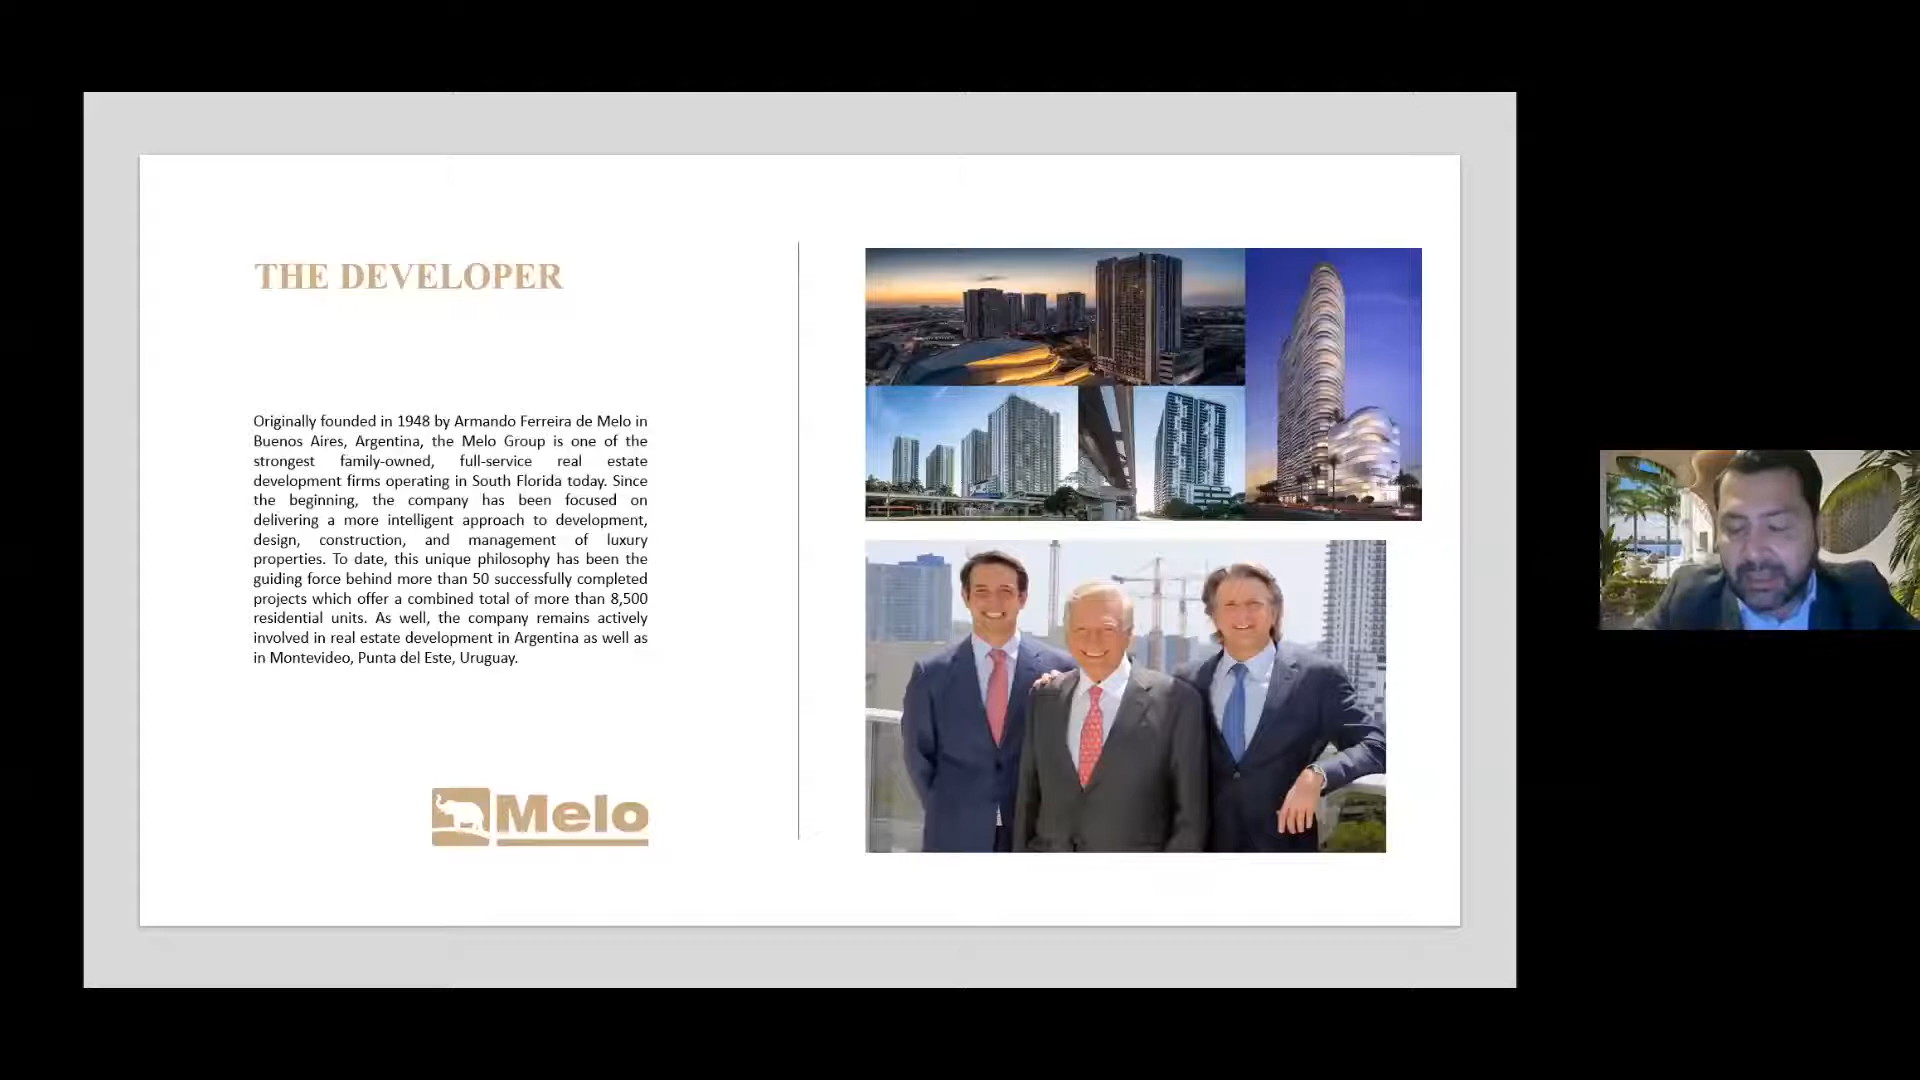 THE DEVELOPER
Originally founded in 1948 by Armando Ferreira de Melo in
Buenos Aires, Argentina, the Melo Group is one of the
strongest family-owned, full-service real estate
development firms operating in South Florida today. Since
the beginning, the company has been focused on
delivering a more intelligent approach to development,
design, construction, and management of luxury
properties. To date, this unique philosophy has been the
guiding force behind more than 50 successfully completed
projects which offer a combined total of more than 8,500
residential units. As well, the company remains actively
involved in real estate development in Argentina as well as
in Montevideo, Punta del Este, Uruguay.
Melo